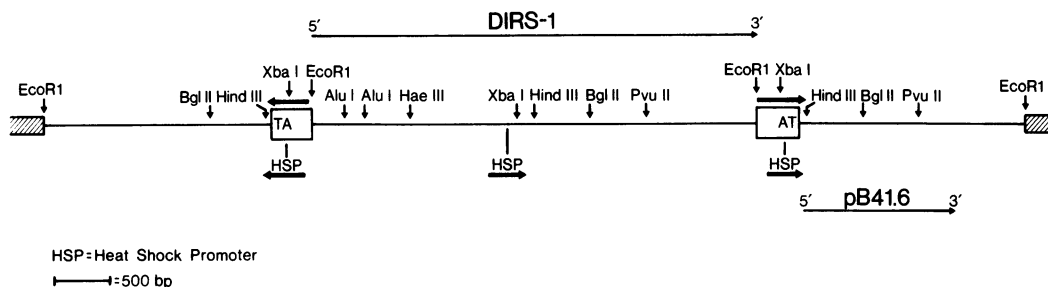 DIRS-1
5′ 3′
Xba I EcoR1 EcoR1 Xba I
EcoR1 EcoR1
Bgl II Hind III Alu I Alu I Hae III Xba I Hind III Bgl II Pvu II Hind III Bgl II Pvu II
TA AT
HSP HSP HSP
5′ pB41.6 3′
HSP=Heat Shock Promoter
=500 bp